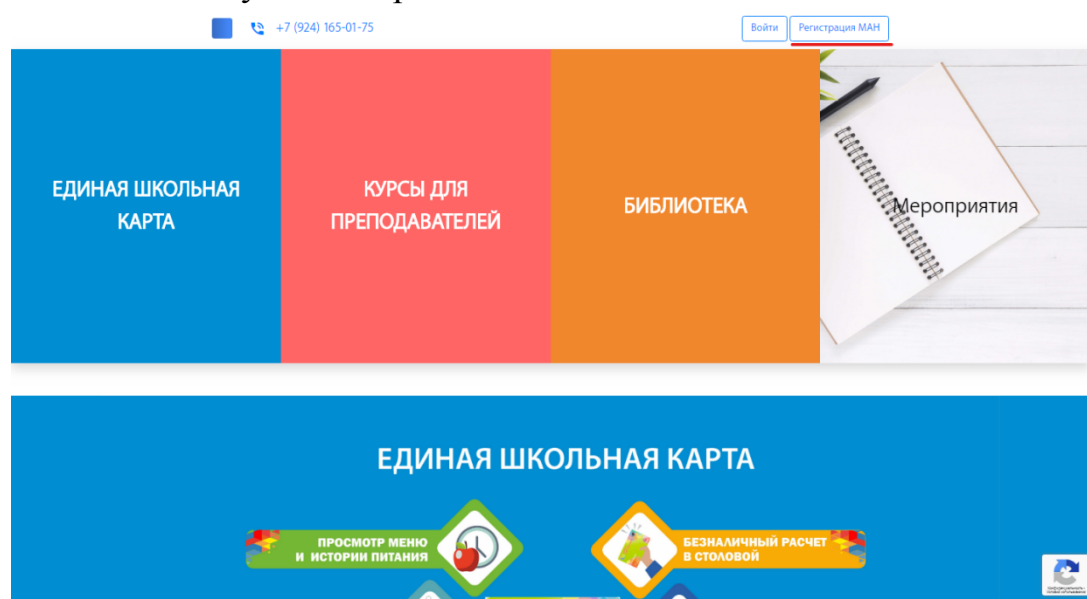 +7 (924) 165-01-75
Войти
Регистрация МАН
ЕДИНАЯ ШКОЛЬНАЯ
КАРТА
КУРСЫ ДЛЯ
ПРЕПОДАВАТЕЛЕЙ
БИБЛИОТЕКА
Мероприятия
ЕДИНАЯ ШКОЛЬНАЯ КАРТА
ПРОСМОТР МЕНЮ
И ИСТОРИИ ПИТАНИЯ
БЕЗНАЛИЧНЫЙ РАСЧЕТ
В СТОЛОВОЙ